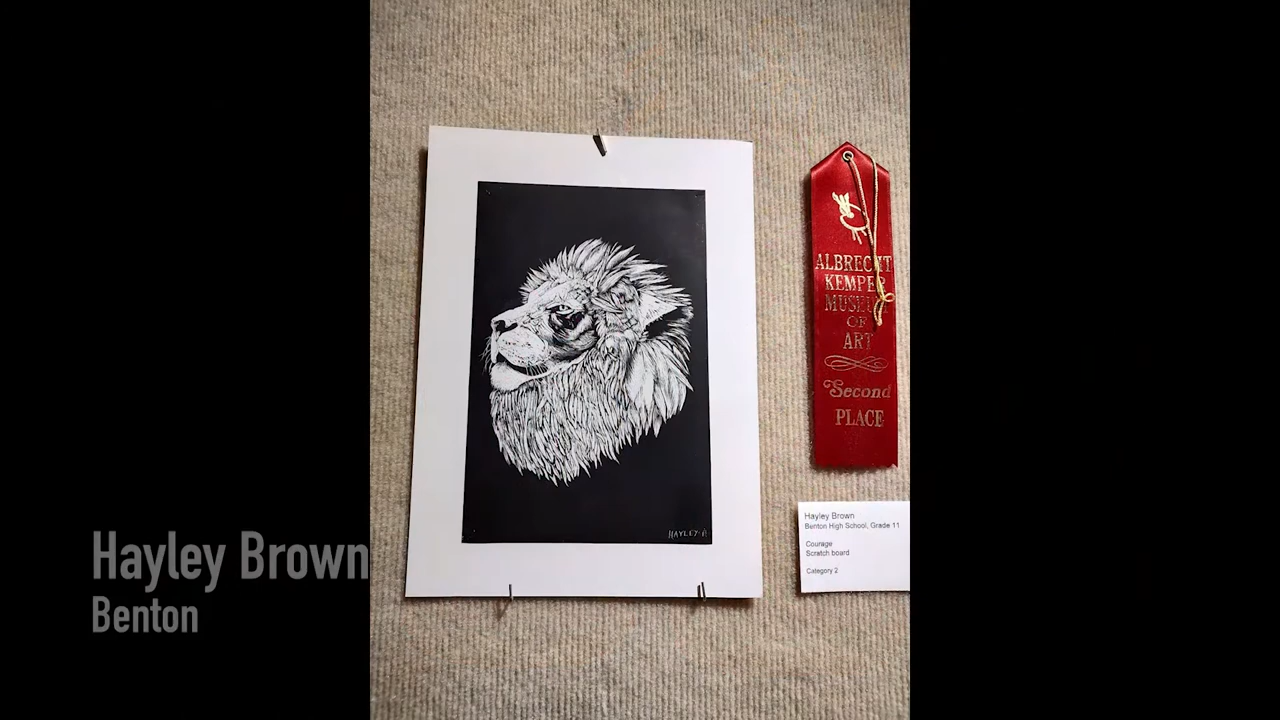 ALBRECHT
KEMPER
MUSEUM
OF
ART
Second
PLACE
HAYLEY B
Hayley Brown
Benton High School, Grade 11
Courage
Scratch board
Category 2
Hayley Brown
Benton